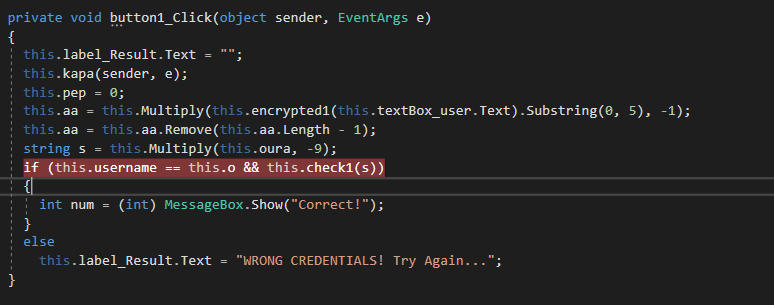 private void button1_Click(object sender, EventArgs e)
{
this.label_Result.Text = "";
this.kapa(sender, e);
this.pep = 0;
this.aa = this.Multiply(this.encrypted1(this.textBox_user.Text).Substring(0, 5), -1);
this.aa = this.aa.Remove(this.aa.Length - 1);
string s = this.Multiply(this.oura, -9);
if (this.username == this.o && this.check1(s))
{
int num = (int) MessageBox.Show("Correct!");
}
else
this.label_Result.Text = "WRONG CREDENTIALS! Try Again...";
}